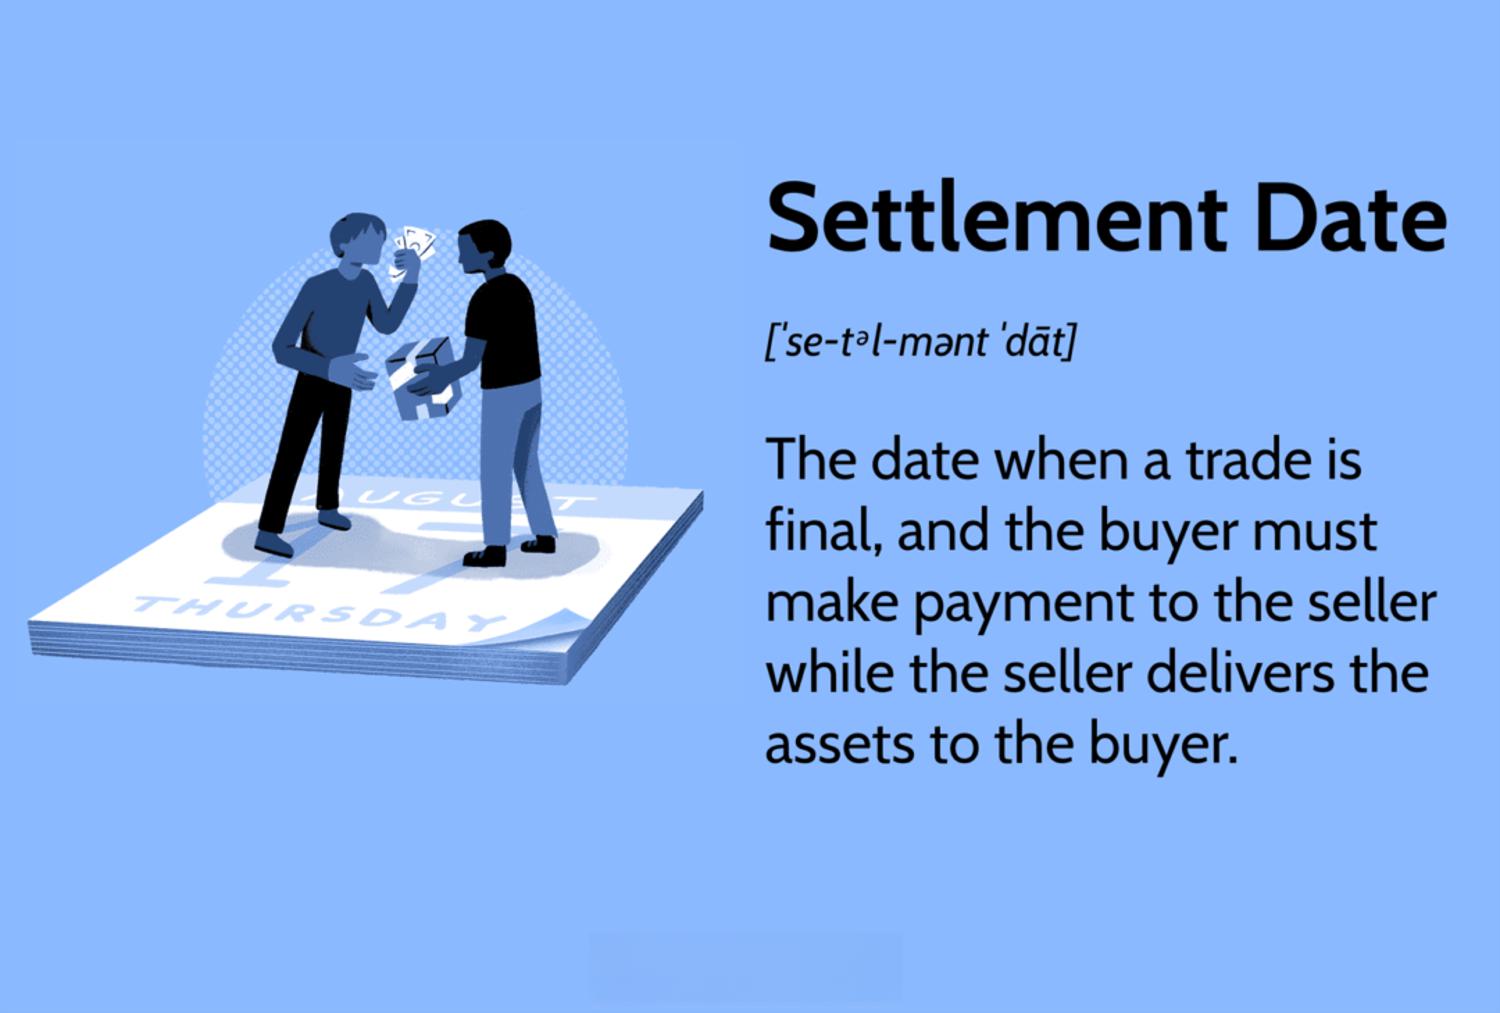 Settlement Date
[ˈse-tᵊl-mənt ˈdāt]
The date when a trade is
final, and the buyer must
make payment to the seller
while the seller delivers the
assets to the buyer.
AUGUST
17
THURSDAY